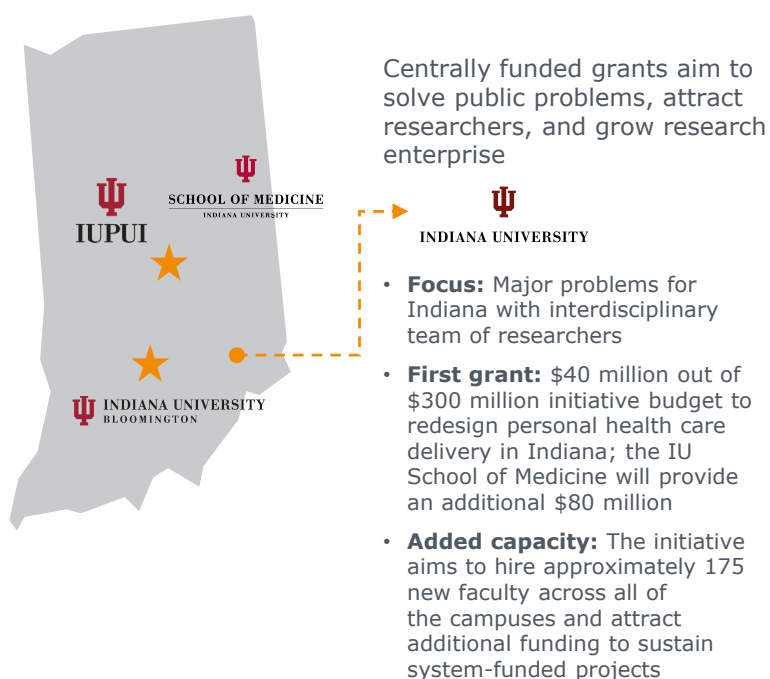 Centrally funded grants aim to
solve public problems, attract
researchers, and grow research
enterprise
SCHOOL OF MEDICINE
INDIANA UNIVERSITY
IUPUI
INDIANA UNIVERSITY
BLOOMINGTON
INDIANA UNIVERSITY
• Focus: Major problems for
Indiana with interdisciplinary
team of researchers
• First grant: $40 million out of
$300 million initiative budget to
redesign personal health care
delivery in Indiana; the IU
School of Medicine will provide
an additional $80 million
• Added capacity: The initiative
aims to hire approximately 175
new faculty across all of
the campuses and attract
additional funding to sustain
system-funded projects